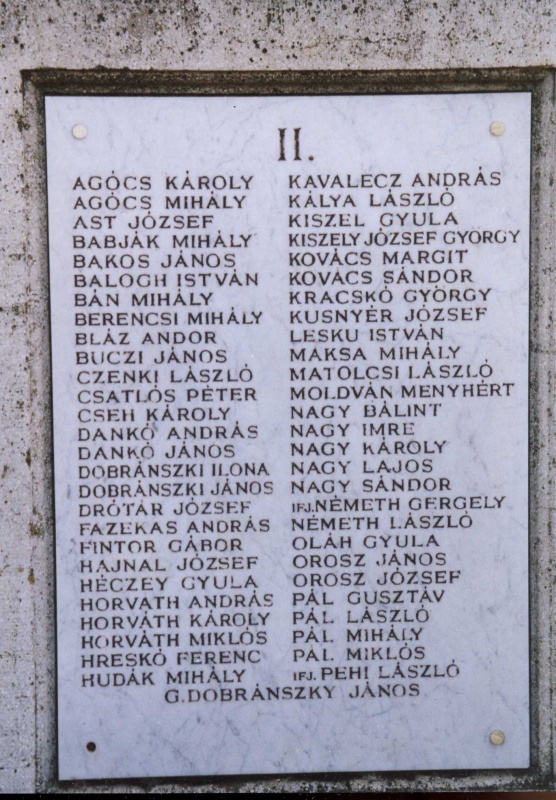 II.
AGÓCS KÁROLY
AGÓCS MIHÁLY
AST JÓZSEF
BABJÁK MIHÁLY
BAKOS JÁNOS
BALOGH ISTVÁN
BÁN MIHÁLY
BERENCSI MIHÁLY
BLÁZ ANDOR
BUCZI JÁNOS
CZENKI LÁSZLÓ
CSATLÓS PÉTER
CSEH KÁROLY
DANKÓ ANDRÁS
DANKÓ JÁNOS
DOBRÁNSZKI ILONA
DOBRÁNSZKI JÁNOS
DRÓTÁR JÓZSEF
FAZEKAS ANDRÁS
FINTOR GÁBOR
HAJNAL JÓZSEF
HÉCZEY GYULA
HORVATH ANDRÁS
HORVÁTH KÁROLY
HORVÁTH MIKLÓS
HRESKÓ FERENC
HUDÁK MIHÁLY
KAVALECZ ANDRÁS
KÁLYA LÁSZLÓ
KISZEL GYULA
KISZELY JÓZSEF GYÖRGY
KOVÁCS MARGIT
KOVÁCS SÁNDOR
KRACSKÓ GYÖRGY
KUSNYÉR JÓZSEF
LESKU ISTVÁN
MAKSA MIHÁLY
MATOLCSI LÁSZLÓ
MOLDVÁN MENYHÉRT
NAGY BÁLINT
NAGY IMRE
NAGY KÁROLY
NAGY LAJOS
NAGY SÁNDOR
IFJ. NÉMETH GERGELY
NÉMETH LÁSZLÓ
OLÁH GYULA
OROSZ JÁNOS
OROSZ JÓZSEF
PÁL GUSZTÁV
PÁL LÁSZLÓ
PÁL MIHÁLY
PÁL MIKLÓS
IFJ. PEHI LÁSZLÓ
G. DOBRÁNSZKY JÁNOS